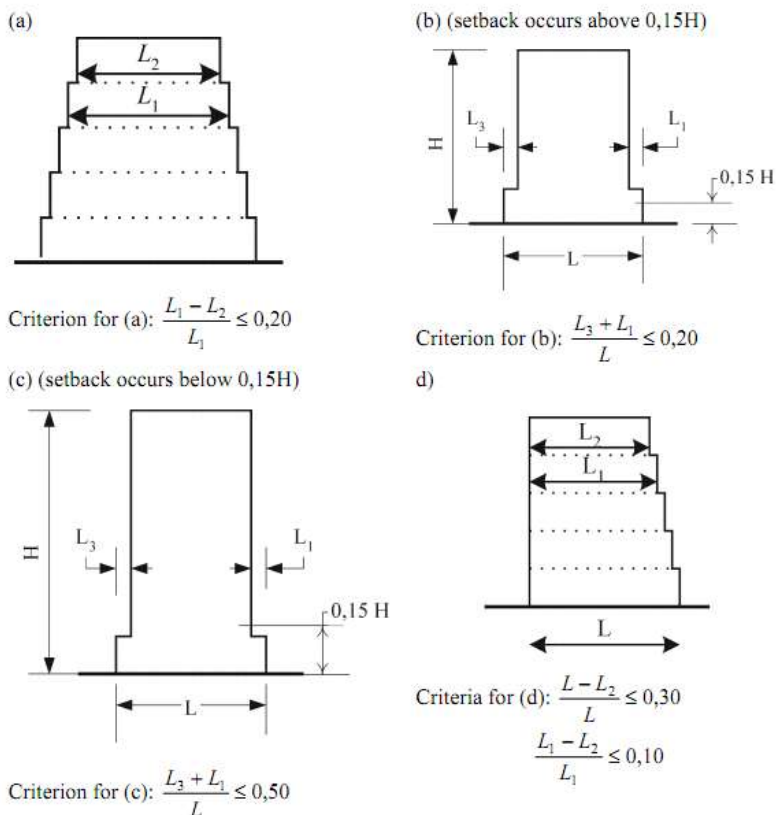 (a)
L₂
L₁
Criterion for (a): (L₁ − L₂) / L₁ ≤ 0,20
(b) (setback occurs above 0,15H)
H
L₃
L₁
0,15 H
L
Criterion for (b): (L₃ + L₁) / L ≤ 0,20
(c) (setback occurs below 0,15H)
H
L₃
L₁
0,15 H
L
Criterion for (c): (L₃ + L₁) / L ≤ 0,50
d)
L₂
L₁
L
Criteria for (d): (L − L₂) / L ≤ 0,30
(L₁ − L₂) / L₁ ≤ 0,10